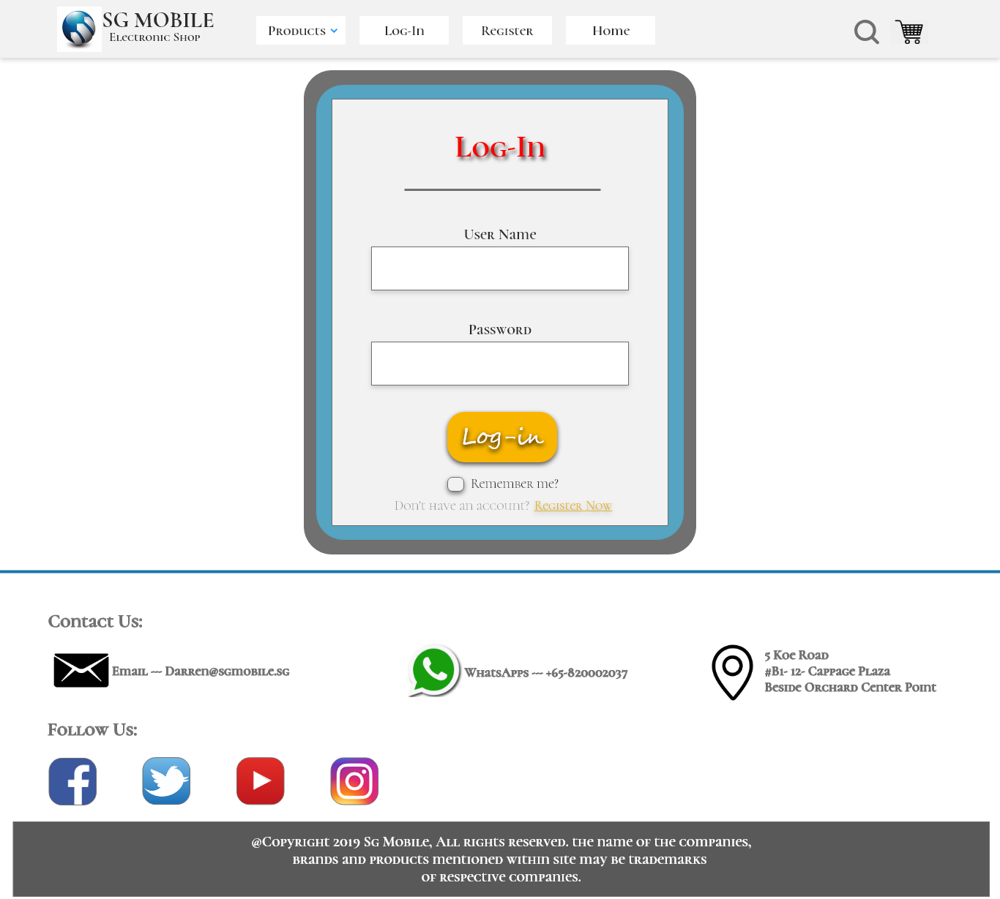 SG MOBILE
Electronic Shop
Products
Log-In
Register
Home
Log-In
User Name
Password
Log-in
Remember me?
Don't have an account? Register Now
Contact Us:
Email --- Darren@sgmobile.sg
WhatsApps --- +65-820002037
5 Koe Road
#B1- 12- Cappage Plaza
Beside Orchard Center Point
Follow Us:
@Copyright 2019 Sg Mobile, All rights reserved. the name of the companies,
brands and products mentioned within site may be trademarks
of respective companies.